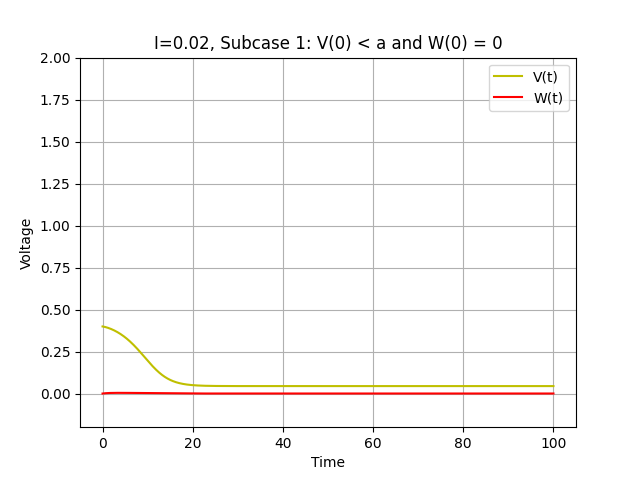 I=0.02, Subcase 1: V(0) < a and W(0) = 0
V(t)
W(t)
2.00
1.75
1.50
1.25
1.00
0.75
0.50
0.25
0.00
Voltage
0 20 40 60 80 100
Time